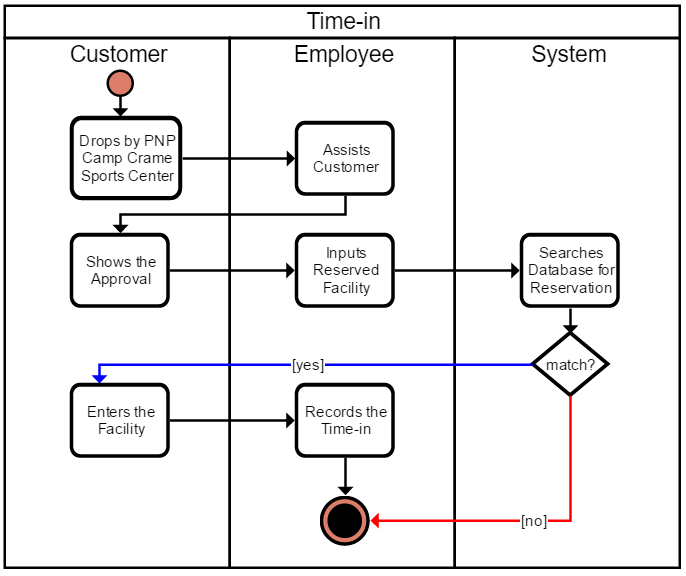 Time-in
Customer
Employee
System
Drops by PNP
Camp Crame
Sports Center
Assists
Customer
Shows the
Approval
Inputs
Reserved
Facility
Searches
Database for
Reservation
match?
[yes]
Enters the
Facility
Records the
Time-in
[no]